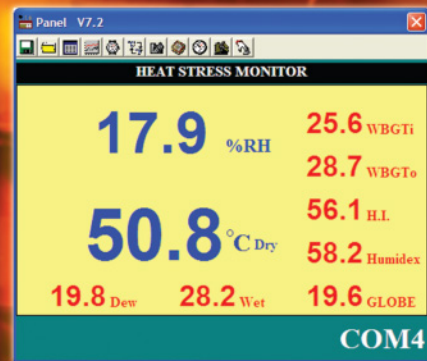 Panel V7.2
HEAT STRESS MONITOR
17.9 %RH
25.6 WBGTi
28.7 WBGTo
56.1 H.I.
50.8 °C Dry
58.2 Humidex
19.8 Dew 28.2 Wet 19.6 GLOBE
COM4